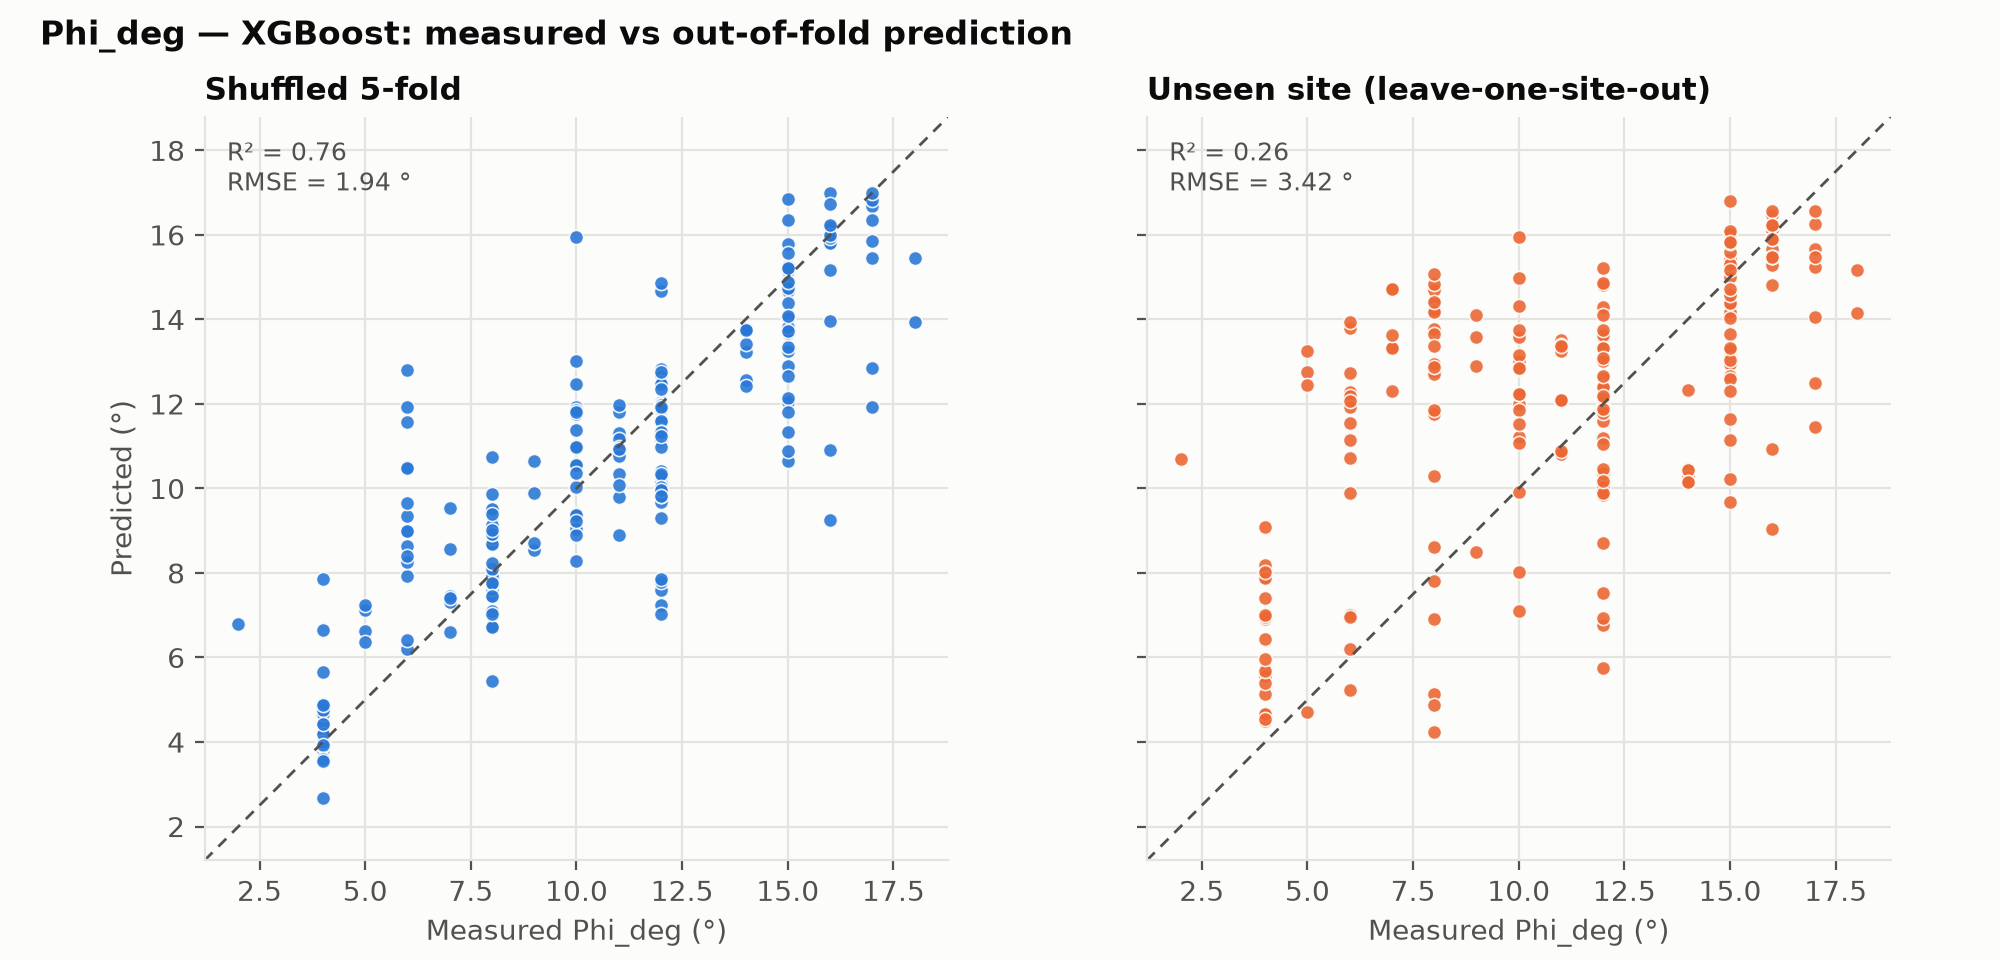 Phi_deg — XGBoost: measured vs out-of-fold prediction
Shuffled 5-fold
R² = 0.76
RMSE = 1.94 °
18
16
14
12
10
8
6
4
2
Predicted (°)
2.5 5.0 7.5 10.0 12.5 15.0 17.5
Measured Phi_deg (°)
Unseen site (leave-one-site-out)
R² = 0.26
RMSE = 3.42 °
2.5 5.0 7.5 10.0 12.5 15.0 17.5
Measured Phi_deg (°)